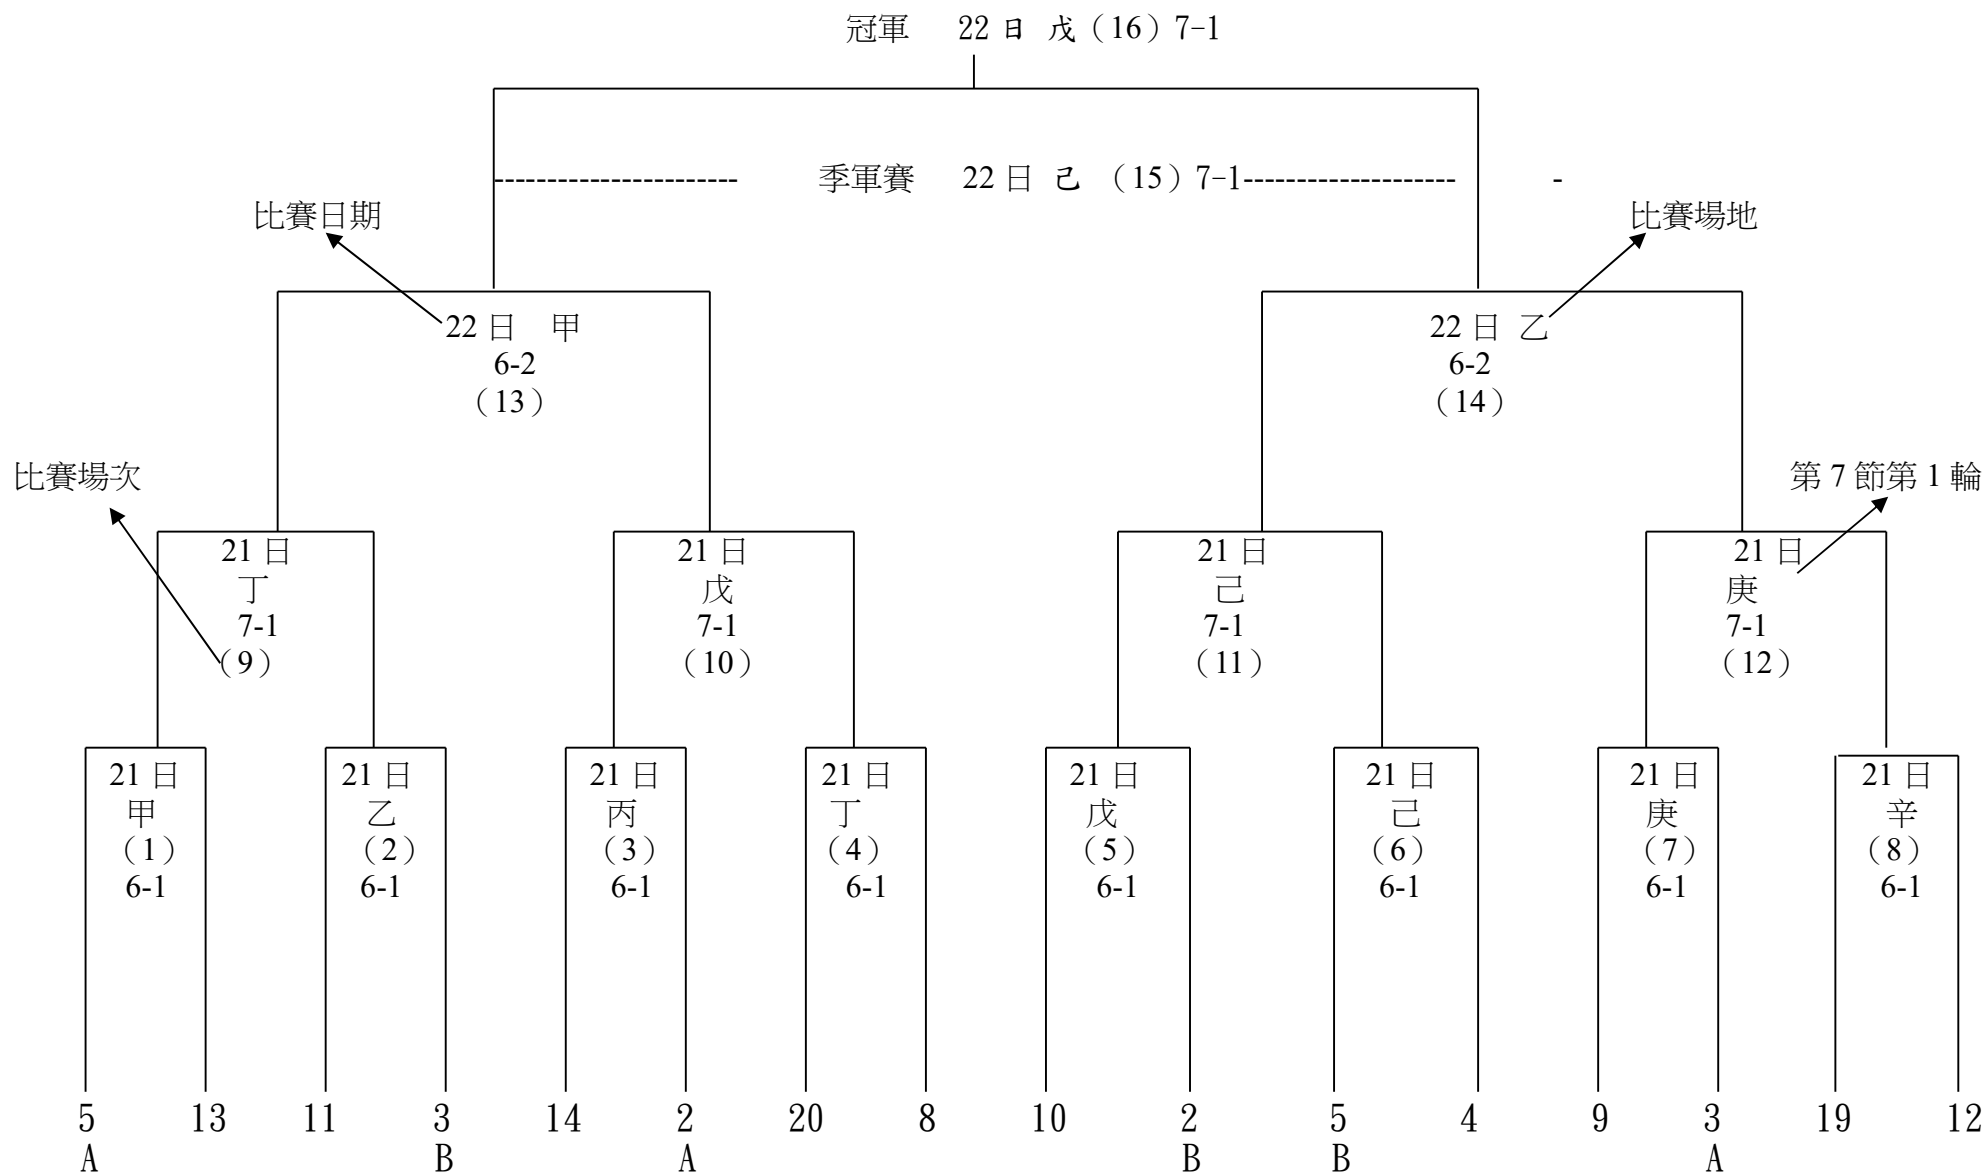 冠軍 22日 戊（16）7-1
季軍賽 22日 己 （15）7-1
比賽日期
比賽場地
22日 甲
6-2
（13）
22日 乙
6-2
（14）
比賽場次
第7節第1輪
21日
丁
7-1
（9）
21日
戊
7-1
（10）
21日
己
7-1
（11）
21日
庚
7-1
（12）
21日
甲
（1）
6-1
21日
乙
（2）
6-1
21日
丙
（3）
6-1
21日
丁
（4）
6-1
21日
戊
（5）
6-1
21日
己
（6）
6-1
21日
庚
（7）
6-1
21日
辛
（8）
6-1
5 13 11 3 14 2 20 8 10 2 5 4 9 3 19 12
A B A B B A